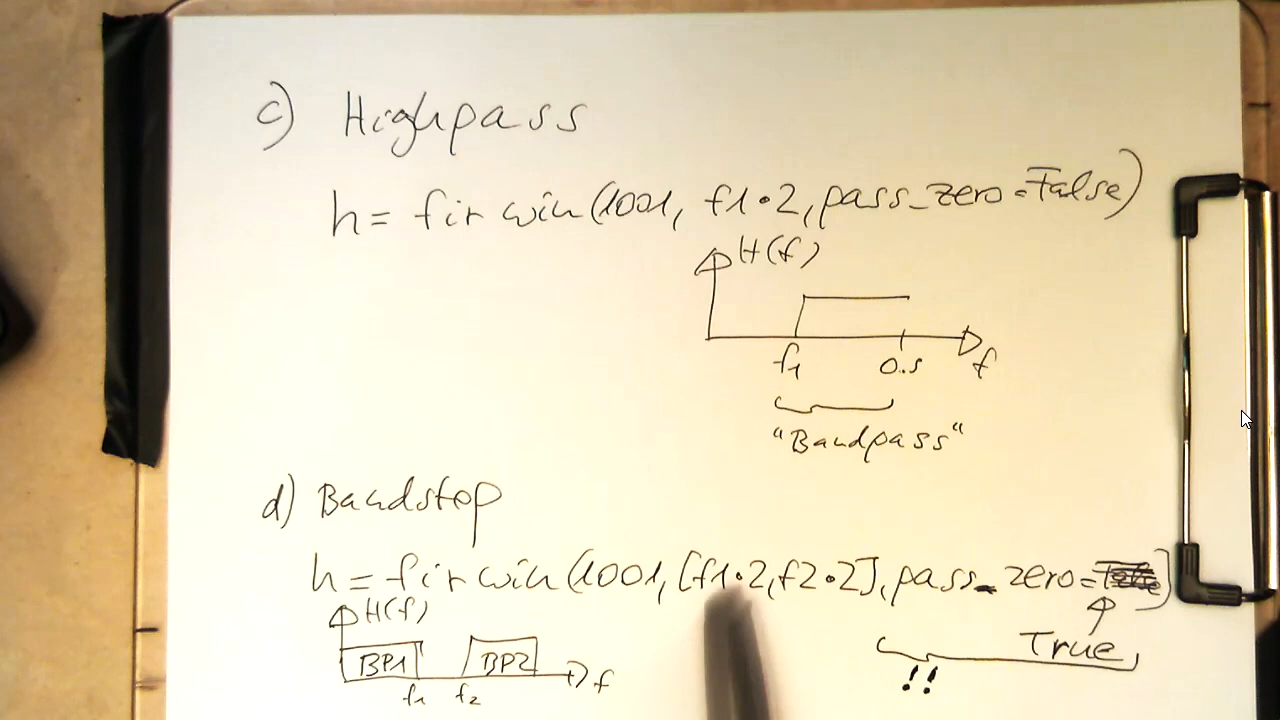 c) Highpass
h = firwin(1001, f1·2, pass_zero=False)
H(f)
f1 0.5 f
"Bandpass"
d) Bandstop
h = firwin(1001, [f1·2, f2·2], pass_zero=)
H(f)
True
BP1 BP2 f
f1 f2
!!